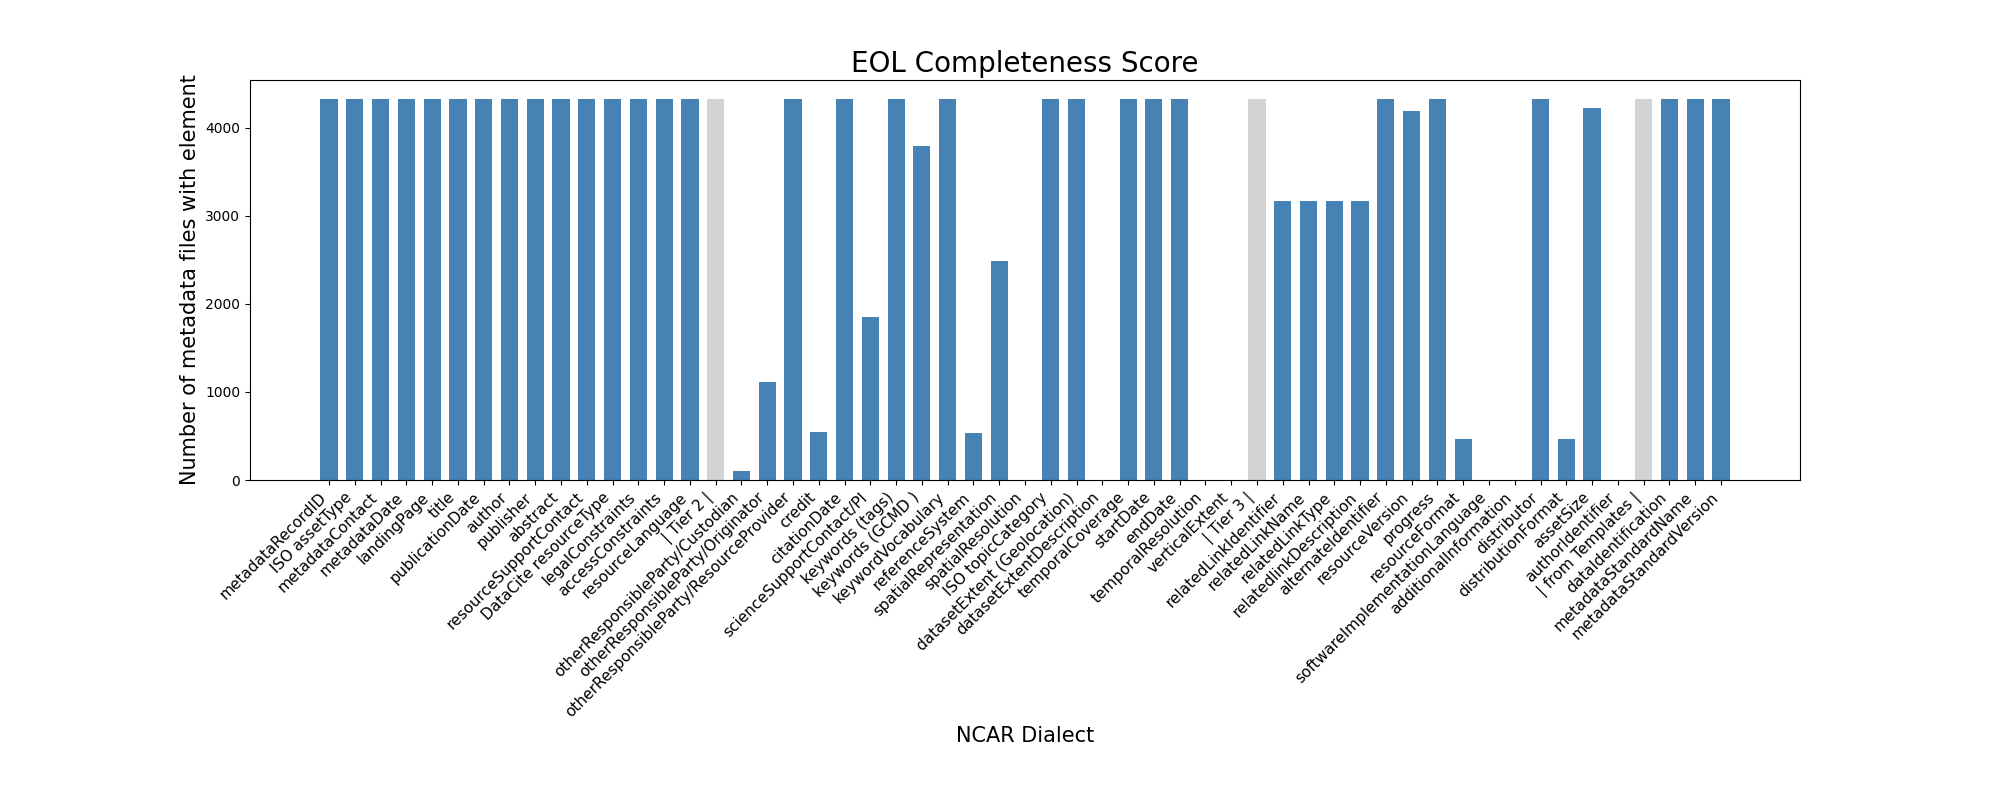 EOL Completeness Score
Number of metadata files with element
4000
3000
2000
1000
0
metadataRecordID
ISO assetType
metadataContact
metadataDate
landingPage
title
publicationDate
author
publisher
abstract
resourceSupportContact
DataCite resourceType
legalConstraints
accessConstraints
resourceLanguage
| Tier 2 |
otherResponsibleParty/Custodian
otherResponsibleParty/Originator
otherResponsibleParty/ResourceProvider
credit
citationDate
scienceSupportContact/PI
keywords (tags)
keywords (GCMD )
keywordVocabulary
referenceSystem
spatialRepresentation
spatialResolution
ISO topicCategory
datasetExtent (Geolocation)
datasetExtentDescription
temporalCoverage
startDate
endDate
temporalResolution
verticalExtent
| Tier 3 |
relatedLinkIdentifier
relatedLinkName
relatedLinkType
relatedlinkDescription
alternateIdentifier
resourceVersion
progress
resourceFormat
softwareImplementationLanguage
additionalInformation
distributor
distributionFormat
assetSize
authorIdentifier
| from Templates |
dataIdentification
metadataStandardName
metadataStandardVersion
NCAR Dialect